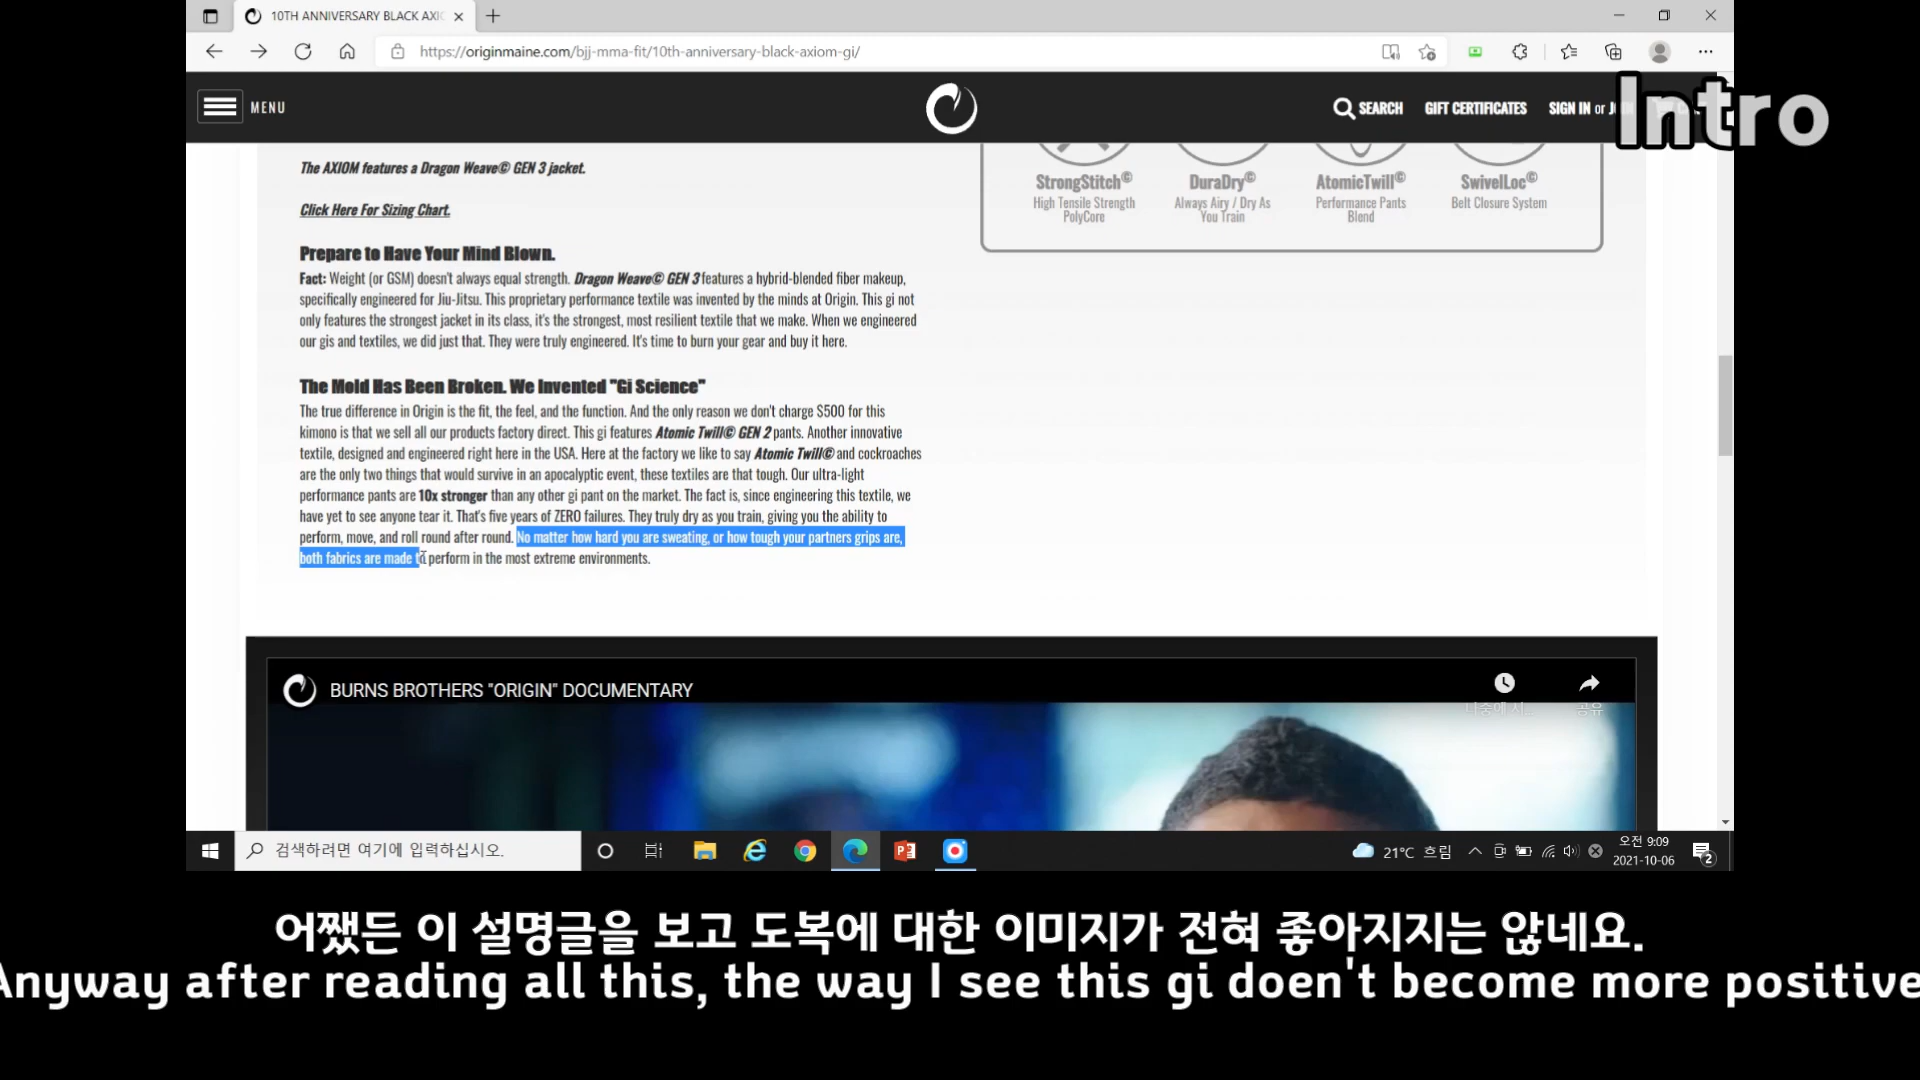 10TH ANNIVERSARY BLACK AXIO
https://originmaine.com/bjj-mma-fit/10th-anniversary-black-axiom-gi/
MENU
SEARCH
GIFT CERTIFICATES
SIGN IN or
Intro
The AXIOM features a Dragon Weave© GEN 3 jacket.
Click Here For Sizing Chart.
StrongStitch©
High Tensile Strength
PolyCore
DuraDry©
Always Airy / Dry As
You Train
AtomicTwill©
Performance Pants
Blend
SwivelLoc©
Belt Closure System
Prepare to Have Your Mind Blown.
Fact: Weight (or GSM) doesn't always equal strength. Dragon Weave© GEN 3 features a hybrid-blended fiber makeup,
specifically engineered for Jiu-Jitsu. This proprietary performance textile was invented by the minds at Origin. This gi not
only features the strongest jacket in its class, it's the strongest, most resilient textile that we make. When we engineered
our gis and textiles, we did just that. They were truly engineered. It's time to burn your gear and buy it here.
The Mold Has Been Broken. We Invented "Gi Science"
The true difference in Origin is the fit, the feel, and the function. And the only reason we don't charge $500 for this
kimono is that we sell all our products factory direct. This gi features Atomic Twill© GEN 2 pants. Another innovative
textile, designed and engineered right here in the USA. Here at the factory we like to say Atomic Twill© and cockroaches
are the only two things that would survive in an apocalyptic event, these textiles are that tough. Our ultra-light
performance pants are 10x stronger than any other gi pant on the market. The fact is, since engineering this textile, we
have yet to see anyone tear it. That's five years of ZERO failures. They truly dry as you train, giving you the ability to
perform, move, and roll round after round. No matter how hard you are sweating, or how tough your partners grips are,
both fabrics are made to perform in the most extreme environments.
BURNS BROTHERS "ORIGIN" DOCUMENTARY
나중에 시...
공유
검색하려면 여기에 입력하십시오.
21°C 흐림
오전 9:09
2021-10-06
2
어쨌든 이 설명글을 보고 도복에 대한 이미지가 전혀 좋아지지는 않네요.
Anyway after reading all this, the way I see this gi doen't become more positive